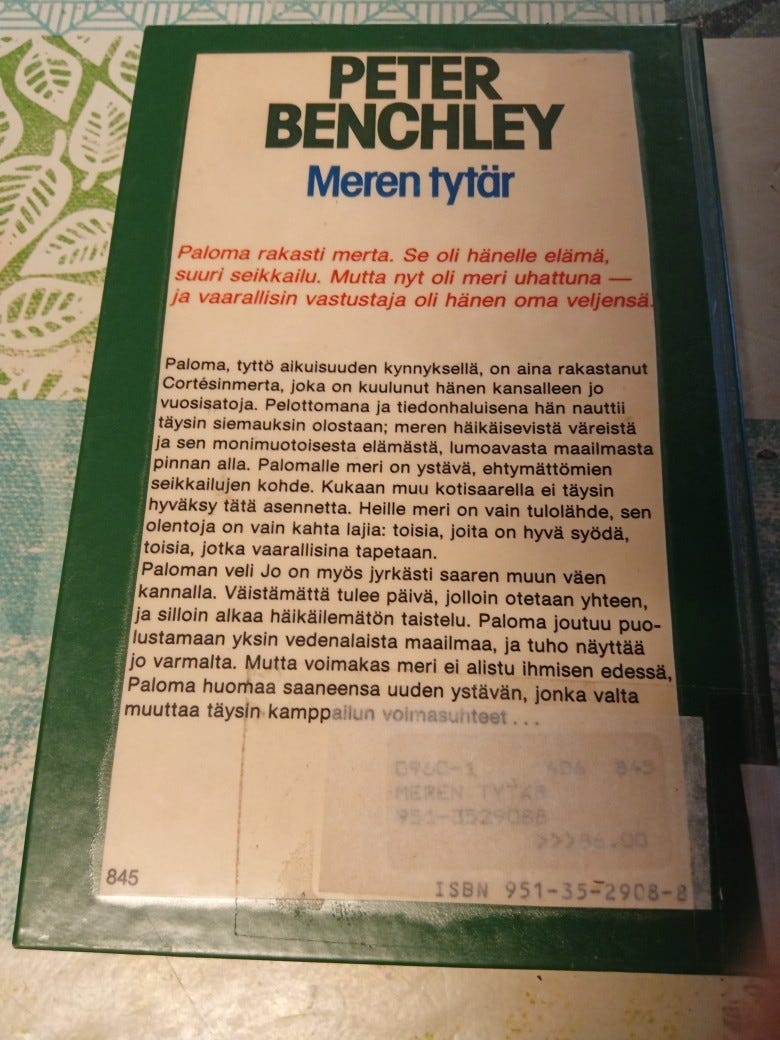 PETER
BENCHLEY
Meren tytär
Paloma rakasti merta. Se oli hänelle elämä,
suuri seikkailu. Mutta nyt oli meri uhattuna —
ja vaarallisin vastustaja oli hänen oma veljensä.
Paloma, tyttö aikuisuuden kynnyksellä, on aina rakastanut
Cortésinmerta, joka on kuulunut hänen kansalleen jo
vuosisatoja. Pelottomana ja tiedonhaluisena hän nauttii
täysin siemauksin olostaan; meren häikäisevistä väreistä
ja sen monimuotoisesta elämästä, lumoavasta maailmasta
pinnan alla. Palomalle meri on ystävä, ehtymättömien
seikkailujen kohde. Kukaan muu kotisaarella ei täysin
hyväksy tätä asennetta. Heille meri on vain tulolähde, sen
olentoja on vain kahta lajia: toisia, joita on hyvä syödä,
toisia, jotka vaarallisina tapetaan.
Paloman veli Jo on myös jyrkästi saaren muun väen
kannalla. Väistämättä tulee päivä, jolloin otetaan yhteen,
ja silloin alkaa häikäilemätön taistelu. Paloma joutuu puo-
lustamaan yksin vedenalaista maailmaa, ja tuho näyttää
jo varmalta. Mutta voimakas meri ei alistu ihmisen edessä,
Paloma huomaa saaneensa uuden ystävän, jonka valta
muuttaa täysin kamppailun voimasuhteet ...
845
MEREN TYTÄR
951-3529088
>>>86.00
845
ISBN 951-35-2908-8